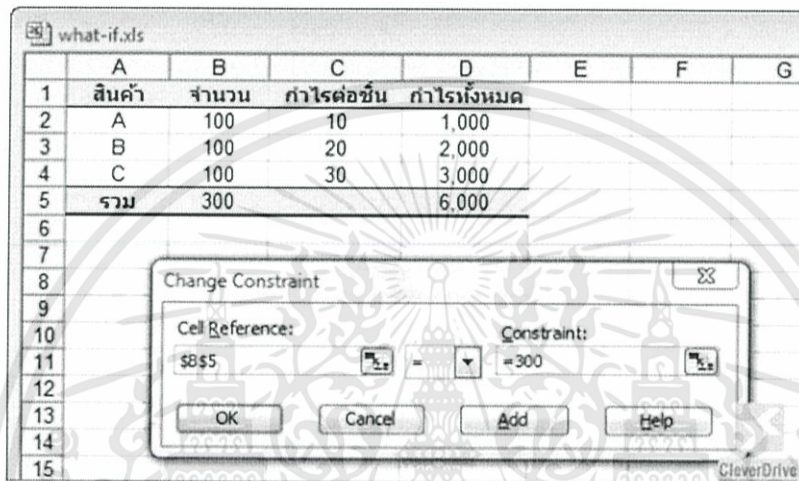 what-if.xls
A B C D E F G
1 สินค้า จำนวน กำไรต่อชิ้น กำไรทั้งหมด
2 A 100 10 1,000
3 B 100 20 2,000
4 C 100 30 3,000
5 รวม 300 6,000
6
7
8 Change Constraint
9
10 Cell Reference: Constraint:
11 $B$5 = =300
12
13 OK Cancel Add Help
14
15
CleverDrive